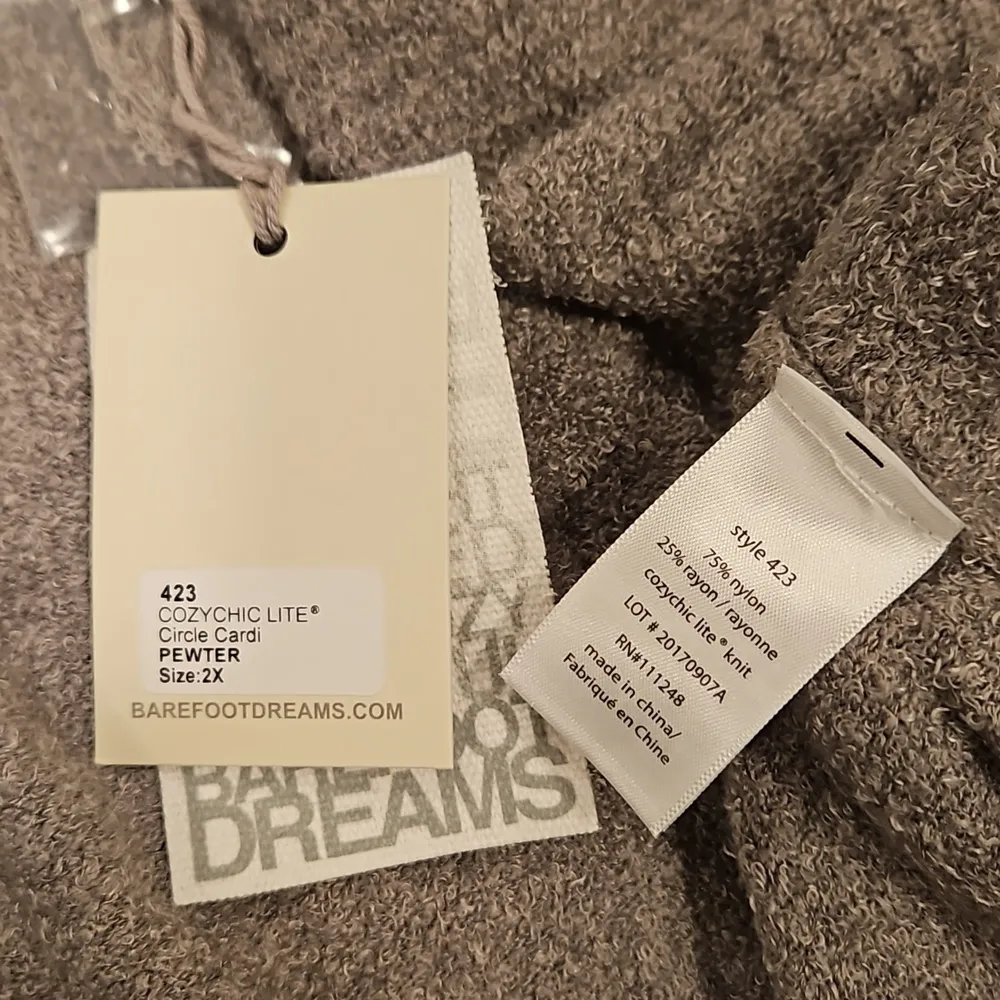 423
COZYCHIC LITE®
Circle Cardi
PEWTER
Size:2X
BAREFOOTDREAMS.COM
DREAMS
style 423
75% nylon
25% rayon / rayonne
cozychic lite® knit
LOT # 20170907A
RN#111248
made in china/
Fabriqué en Chine